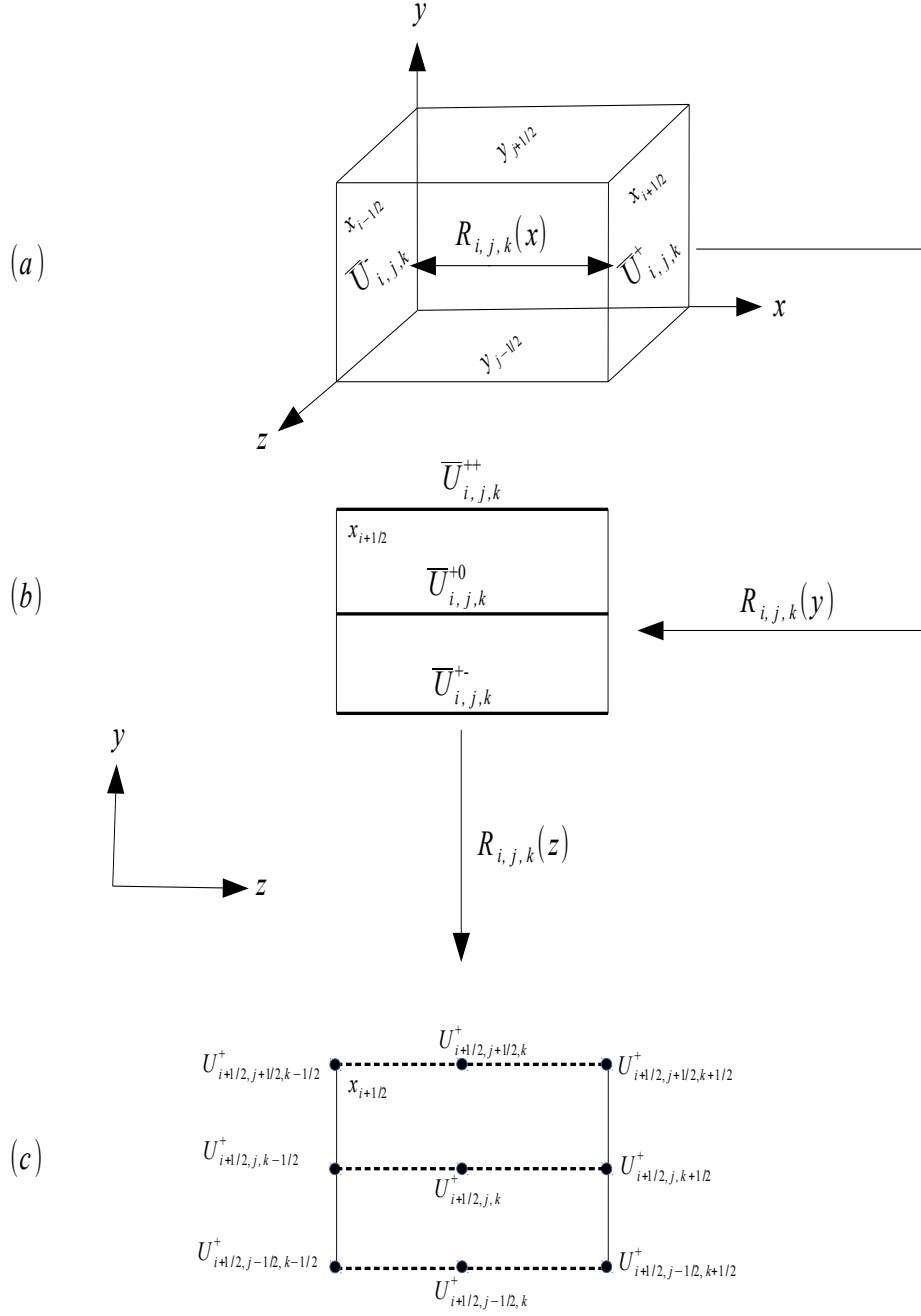 y
y_{j+1/2}
x_{i-1/2}
x_{i+1/2}
R_{i,j,k}(x)
(a)
\overline{U}^{-}_{i,j,k}
\overline{U}^{+}_{i,j,k}
x
y_{j-1/2}
z
\overline{U}^{++}_{i,j,k}
x_{i+1/2}
(b)
\overline{U}^{+0}_{i,j,k}
R_{i,j,k}(y)
\overline{U}^{+-}_{i,j,k}
y
R_{i,j,k}(z)
z
U^{+}_{i+1/2,j+1/2,k-1/2}
U^{+}_{i+1/2,j+1/2,k}
U^{+}_{i+1/2,j+1/2,k+1/2}
x_{i+1/2}
(c)
U^{+}_{i+1/2,j,k-1/2}
U^{+}_{i+1/2,j,k}
U^{+}_{i+1/2,j,k+1/2}
U^{+}_{i+1/2,j-1/2,k-1/2}
U^{+}_{i+1/2,j-1/2,k}
U^{+}_{i+1/2,j-1/2,k+1/2}